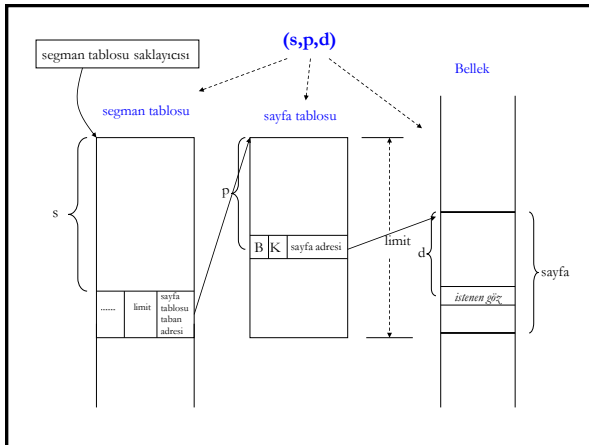 segman tablosu saklayıcısı
(s,p,d)
Bellek
segman tablosu
sayfa tablosu
p
s
B K sayfa adresi
limit
d
sayfa
istenen göz
...... limit sayfa
tablosu
taban
adresi